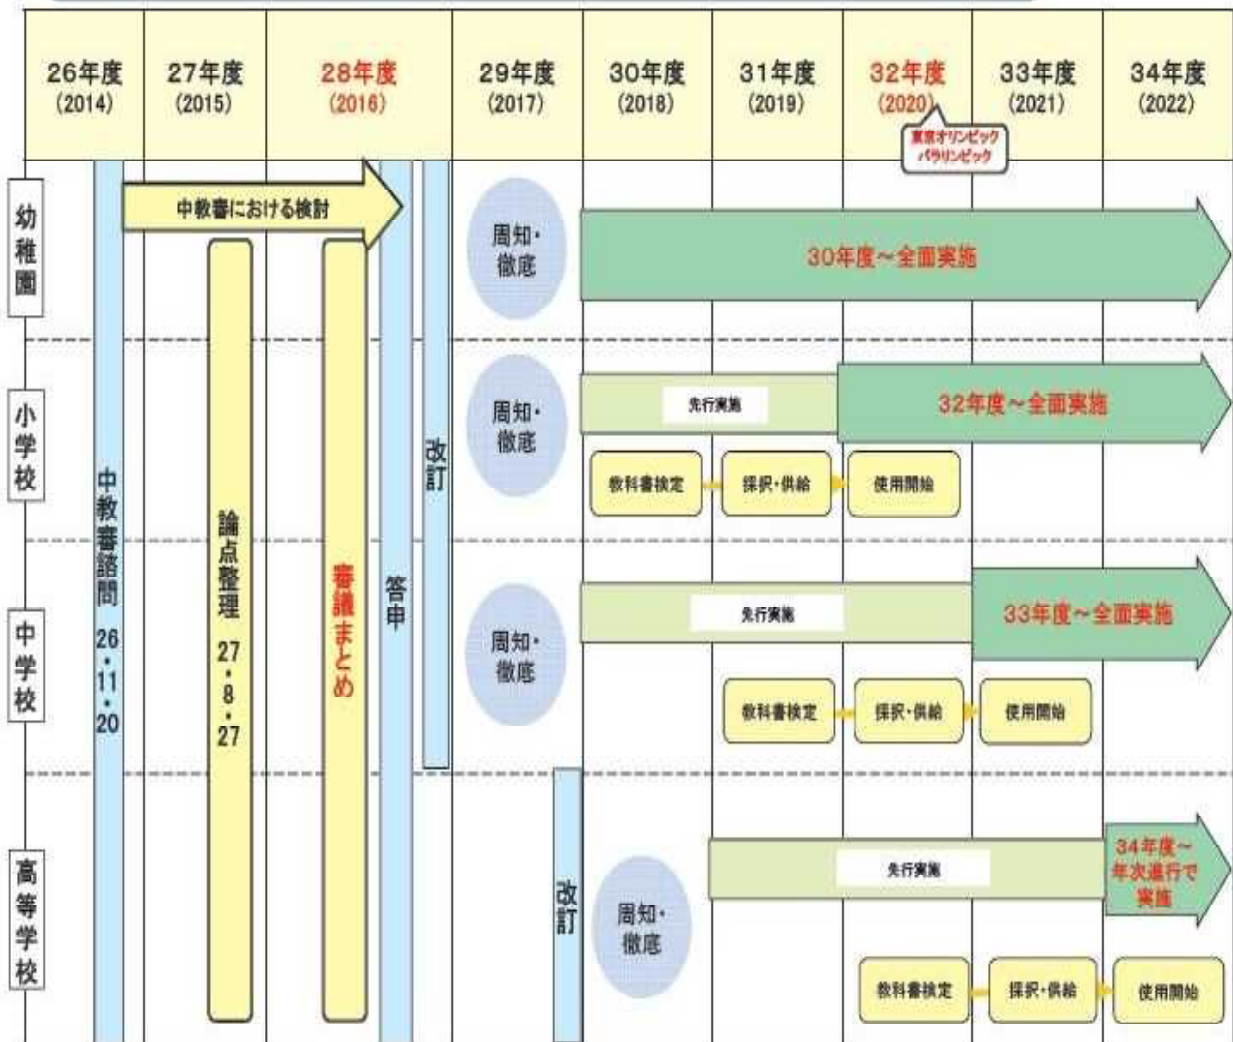 26年度
(2014)
27年度
(2015)
28年度
(2016)
29年度
(2017)
30年度
(2018)
31年度
(2019)
32年度
(2020)
33年度
(2021)
34年度
(2022)
東京オリンピック
パラリンピック
幼稚園
中教審における検討
周知・
徹底
30年度～全面実施
小学校
周知・
徹底
先行実施
32年度～全面実施
教科書検定
採択・供給
使用開始
中教審諮問 26・11・20
論点整理 27・8・27
審議まとめ
答申
改訂
中学校
周知・
徹底
先行実施
33年度～全面実施
教科書検定
採択・供給
使用開始
高等学校
改訂
周知・
徹底
先行実施
34年度～
年次進行で
実施
教科書検定
採択・供給
使用開始